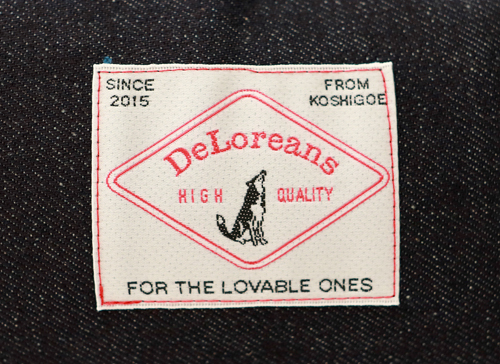 SINCE
2015
FROM
KOSHIGOE
DeLoreans
HIGH QUALITY
FOR THE LOVABLE ONES